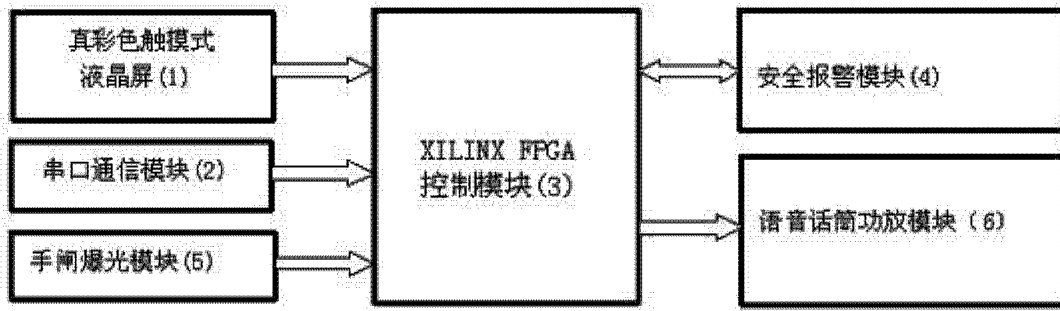 真彩色触摸式
液晶屏(1)
串口通信模块(2)
手闸爆光模块(5)
XILINX FPGA
控制模块(3)
安全报警模块(4)
语音话筒功放模块(6)